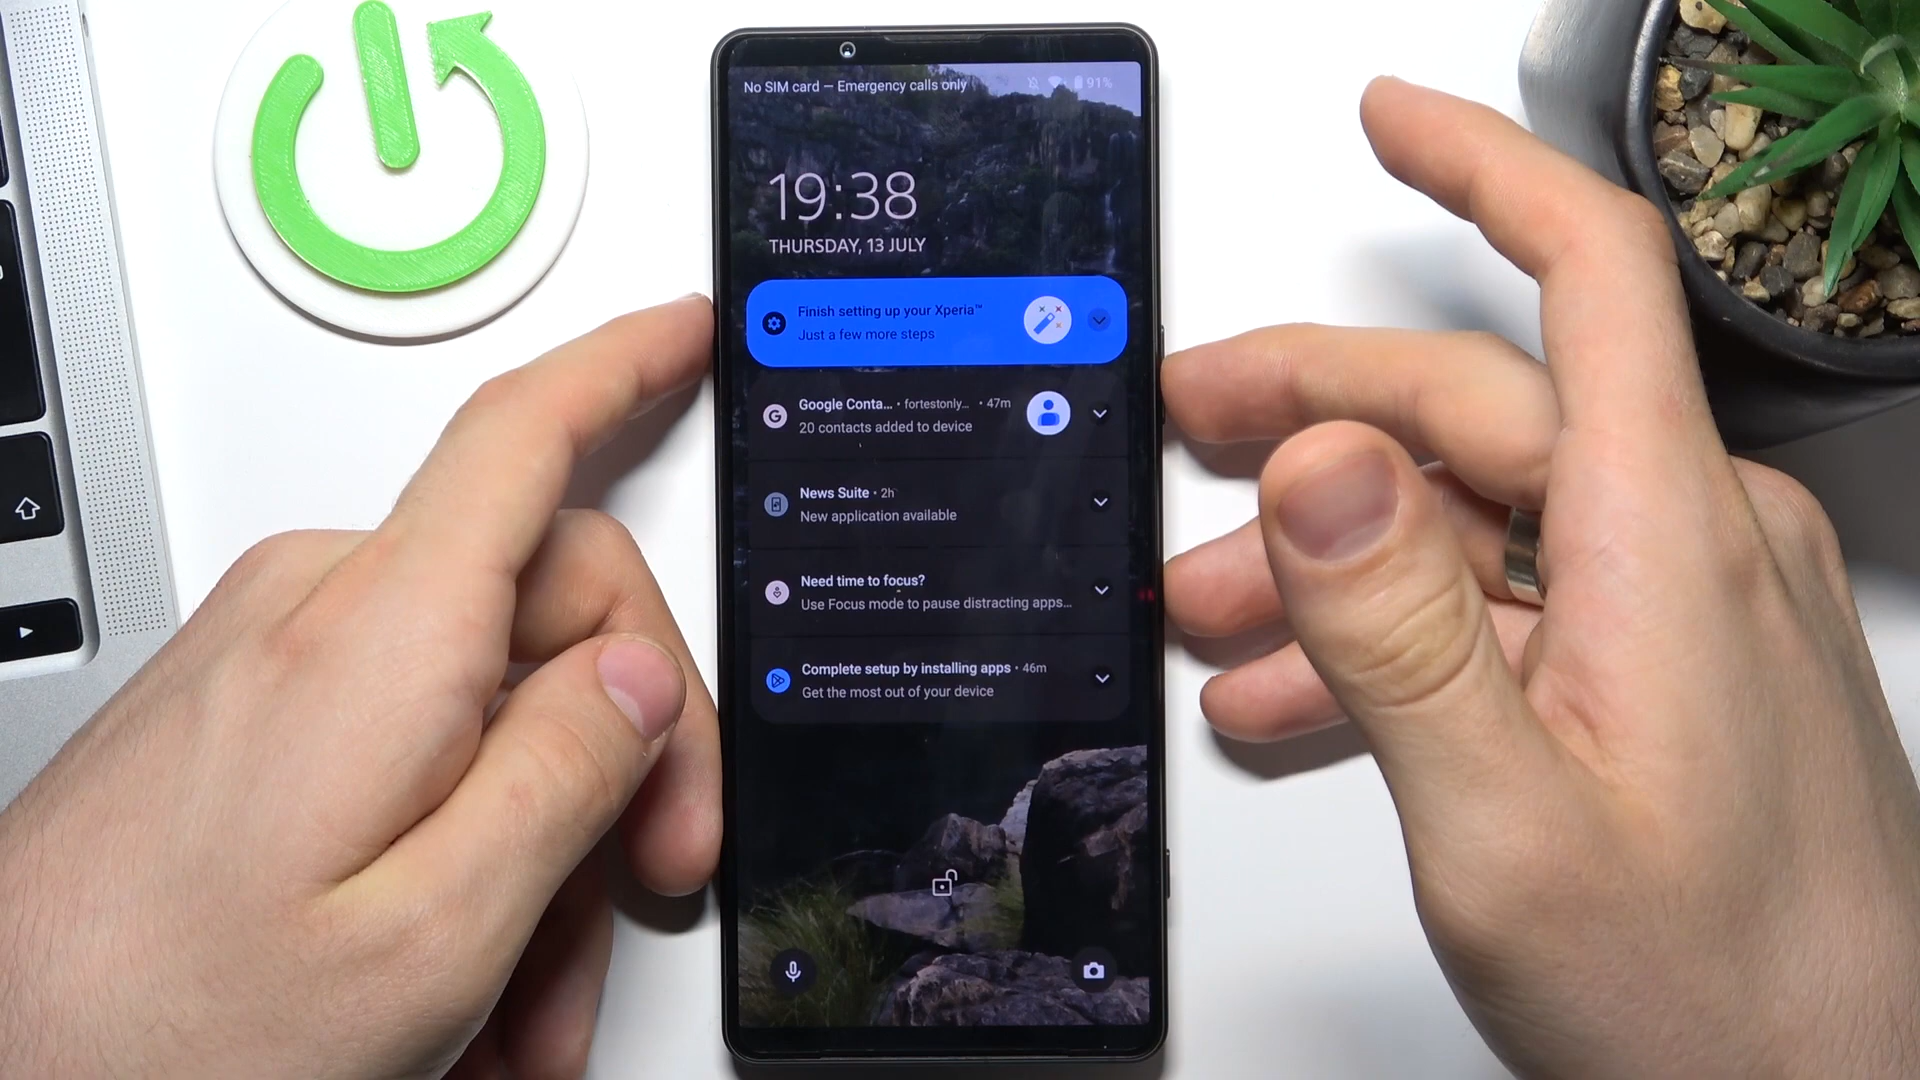 No SIM card — Emergency calls only 91%
19:38
THURSDAY, 13 JULY
Finish setting up your Xperia™
Just a few more steps
Google Conta... • fortestonly... • 47m
20 contacts added to device
News Suite • 2h
New application available
Need time to focus?
Use Focus mode to pause distracting apps...
Complete setup by installing apps • 46m
Get the most out of your device